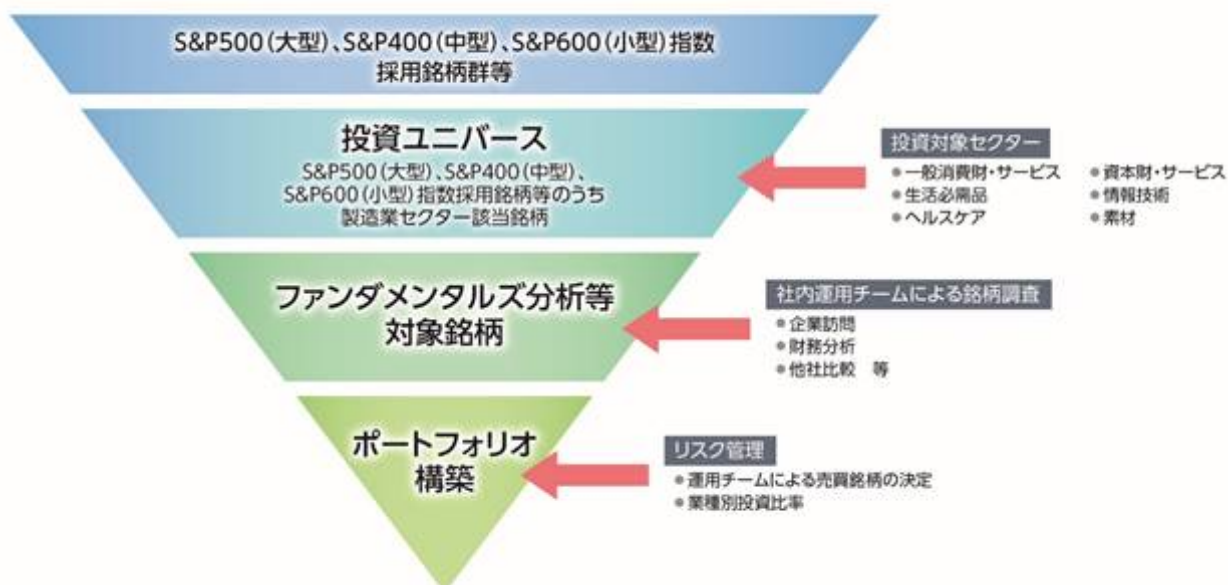 S&P500(大型)、S&P400(中型)、S&P600(小型)指数
採用銘柄群等
投資ユニバース
S&P500(大型)、S&P400(中型)、
S&P600(小型)指数採用銘柄等のうち
製造業セクター該当銘柄
投資対象セクター
●一般消費財・サービス ●資本財・サービス
●生活必需品 ●情報技術
●ヘルスケア ●素材
ファンダメンタルズ分析等
対象銘柄
社内運用チームによる銘柄調査
●企業訪問
●財務分析
●他社比較 等
ポートフォリオ
構築
リスク管理
●運用チームによる売買銘柄の決定
●業種別投資比率